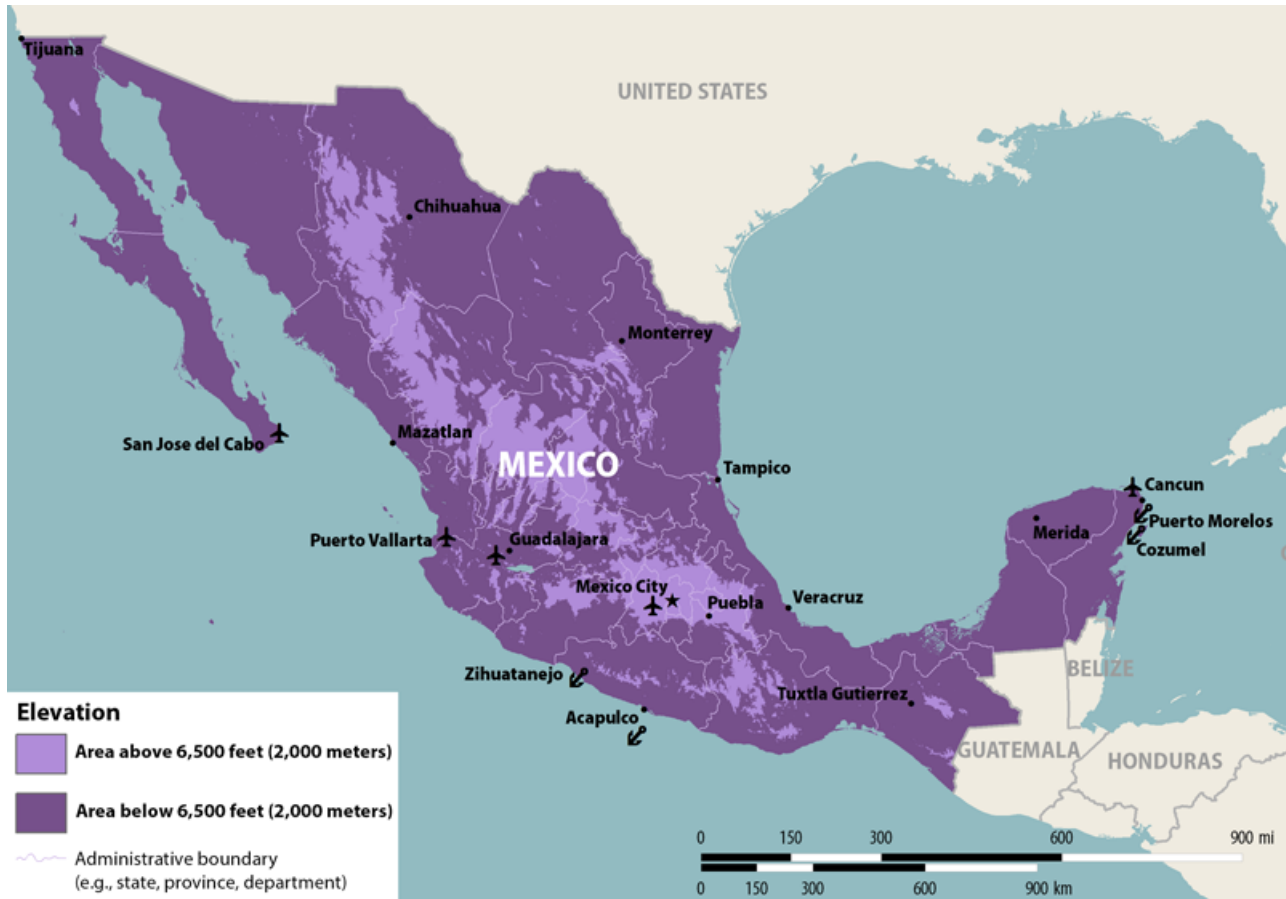 Tijuana
UNITED STATES
Chihuahua
Monterrey
San Jose del Cabo
Mazatlan
MEXICO
Tampico
Cancun
Puerto Morelos
Merida
Cozumel
Puerto Vallarta
Guadalajara
Mexico City
Puebla
Veracruz
Zihuatanejo
BELIZE
Tuxtla Gutierrez
Acapulco
GUATEMALA
HONDURAS
Elevation
Area above 6,500 feet (2,000 meters)
Area below 6,500 feet (2,000 meters)
Administrative boundary
(e.g., state, province, department)
0 150 300 600 900 mi
0 150 300 600 900 km